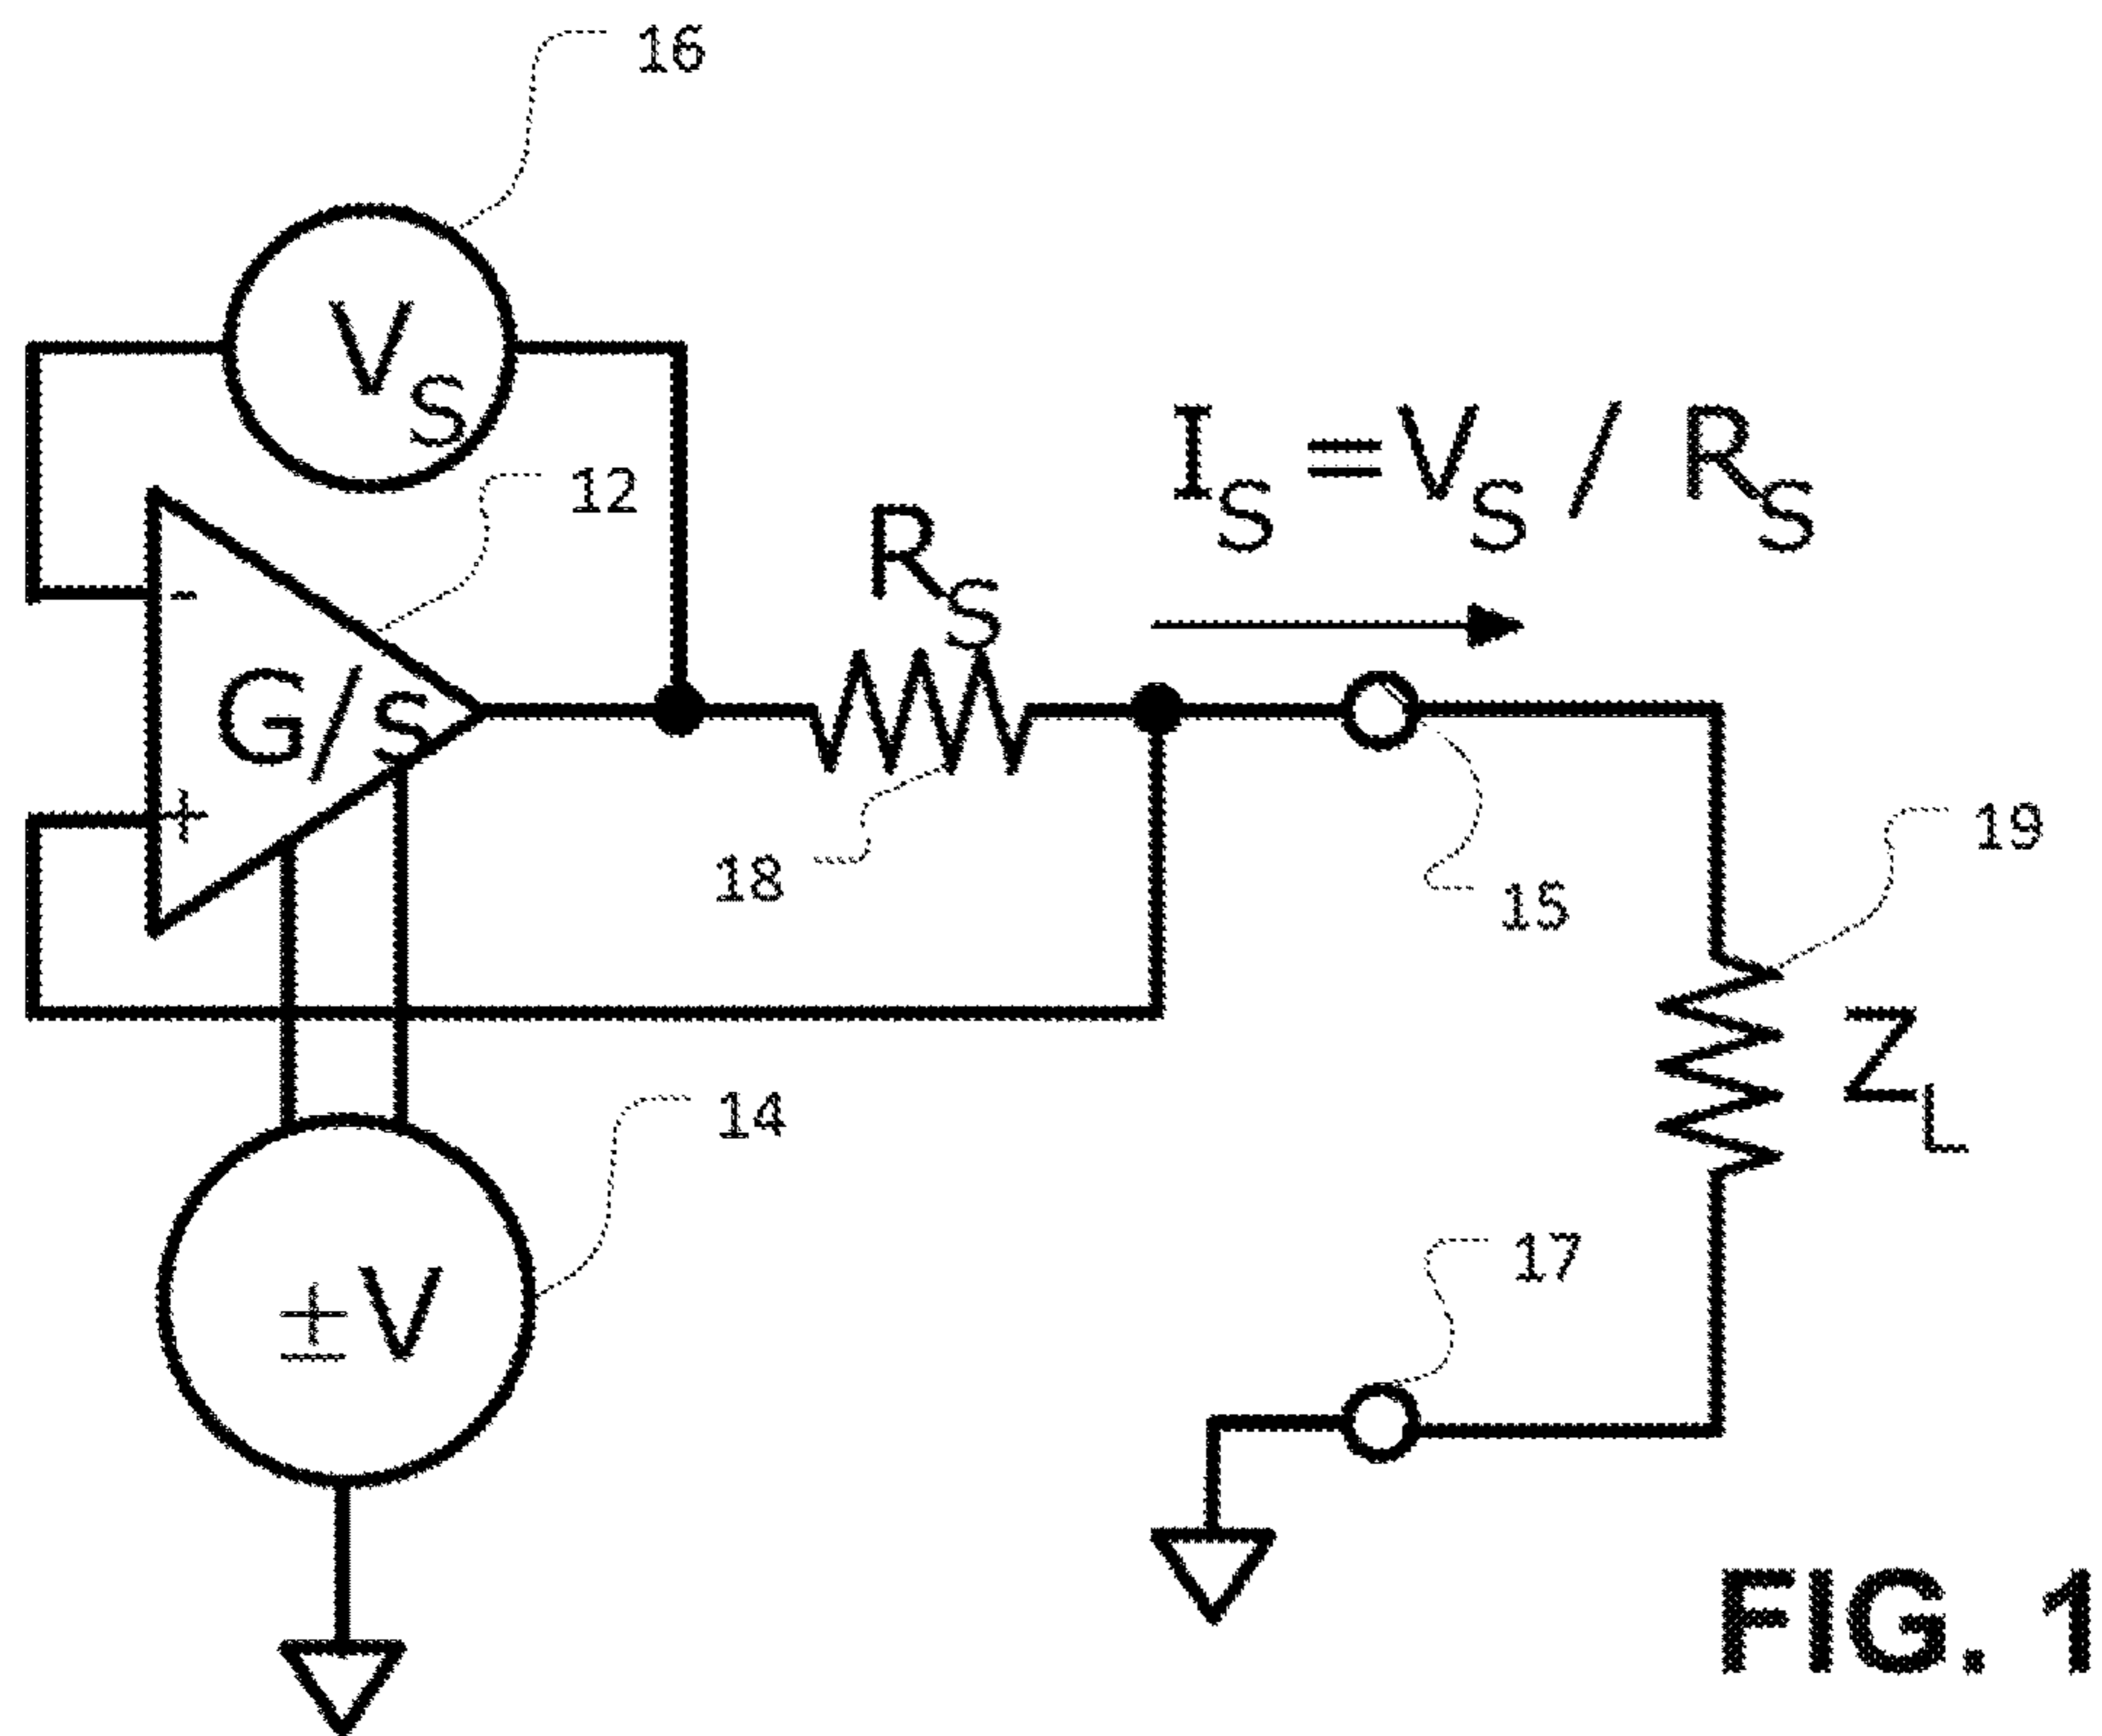 16
V_S
12
I_S = V_S / R_S
R_S
-
G/s
+
18
15
19
Z_L
14
±V
17
FIG. 1